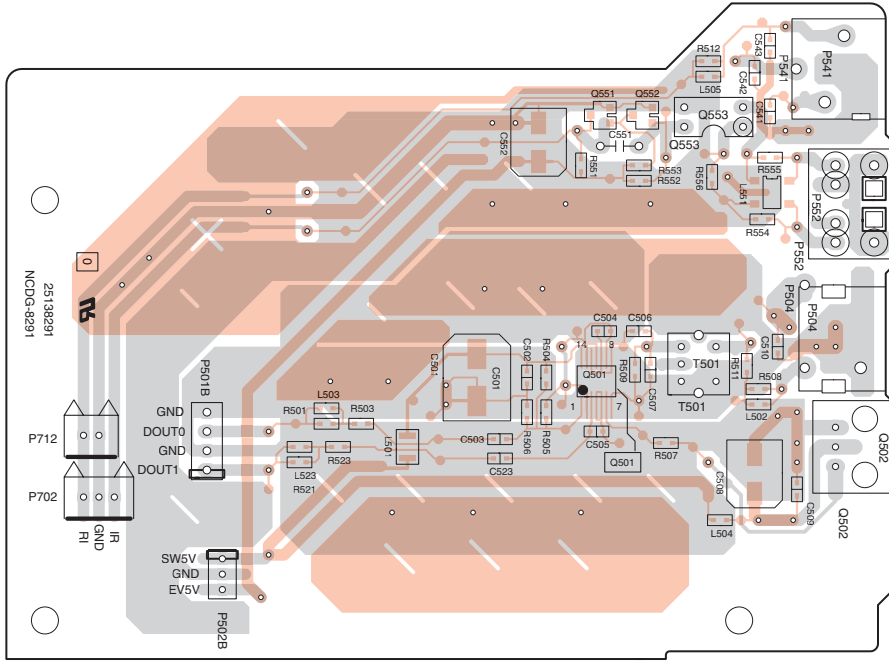 R512
C543
P541
P541
C542
L505
C541
Q551
Q552
Q553
Q553
C552
C551
R551
R553
R552
R556
R555
L551
P552
R554
P552
0
25138291
NCDG-8291
P504
P504
C504
C506
14
8
R504
C502
C501
C501
Q501
R509
C507
1
7
T501
T501
R511
C510
R508
L502
P501B
GND
DOUT0
GND
DOUT1
L503
R501
R503
L501
R523
L523
R521
C503
C523
R506
R505
C505
Q501
R507
C508
C509
L504
Q502
Q502
P712
P702
RI
GND
IR
SW5V
GND
EV5V
P502B